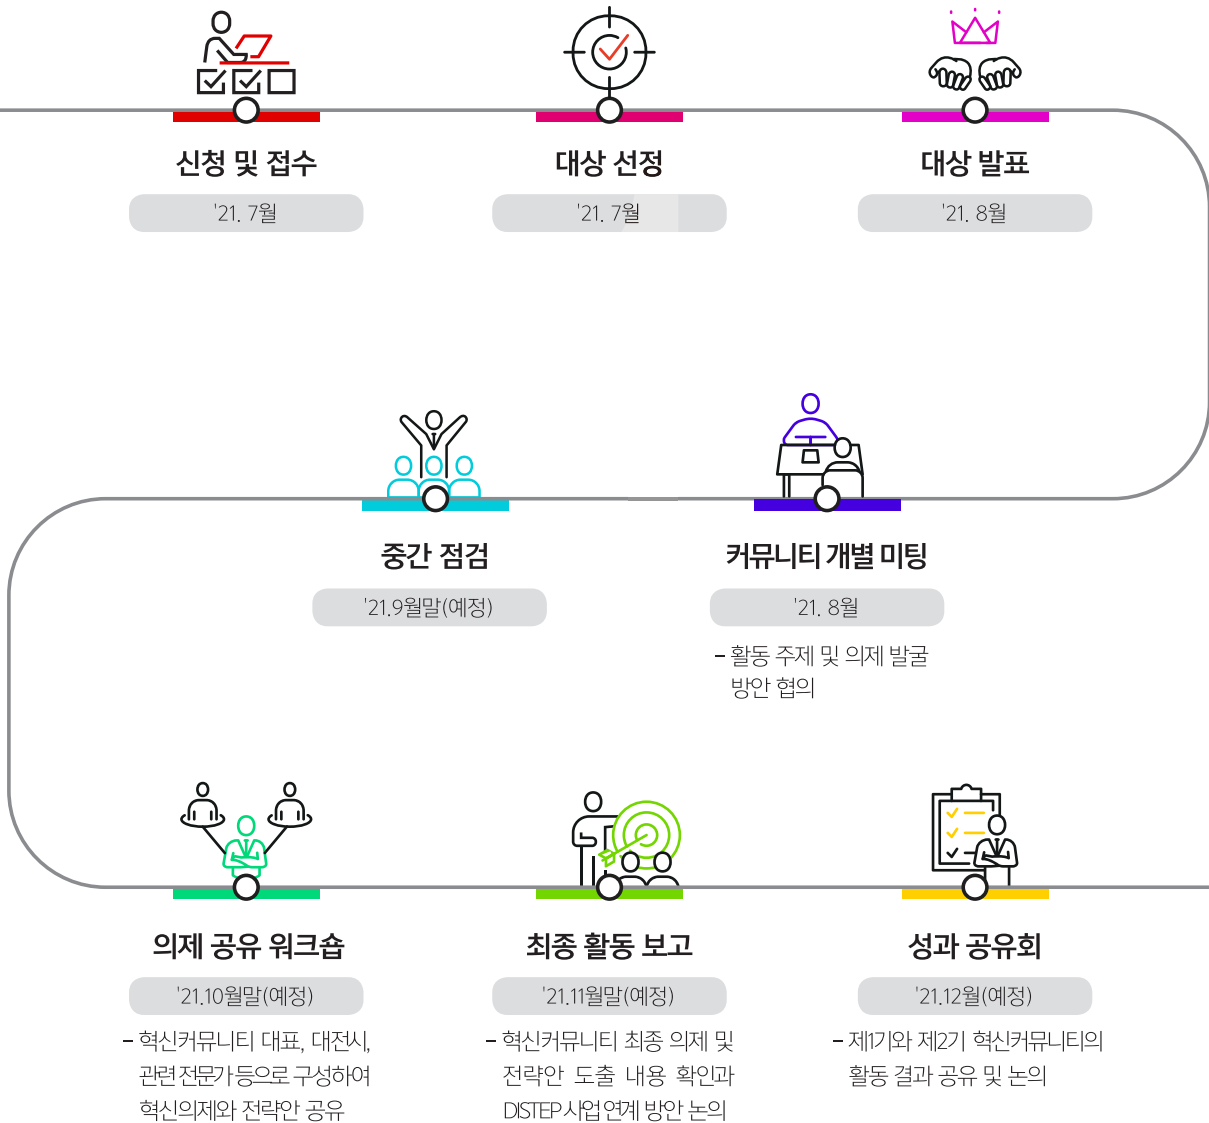 신청 및 접수
'21. 7월
대상 선정
'21. 7월
대상 발표
'21. 8월
커뮤니티 개별 미팅
'21. 8월
– 활동 주제 및 의제 발굴
방안 협의
중간 점검
'21.9월말(예정)
의제 공유 워크숍
'21.10월말(예정)
– 혁신커뮤니티 대표, 대전시,
관련 전문가 등으로 구성하여
혁신의제와 전략안 공유
최종 활동 보고
'21.11월말(예정)
– 혁신커뮤니티 최종 의제 및
전략안 도출 내용 확인과
DISTEP 사업 연계 방안 논의
성과 공유회
'21.12월(예정)
– 제1기와 제2기 혁신커뮤니티의
활동 결과 공유 및 논의